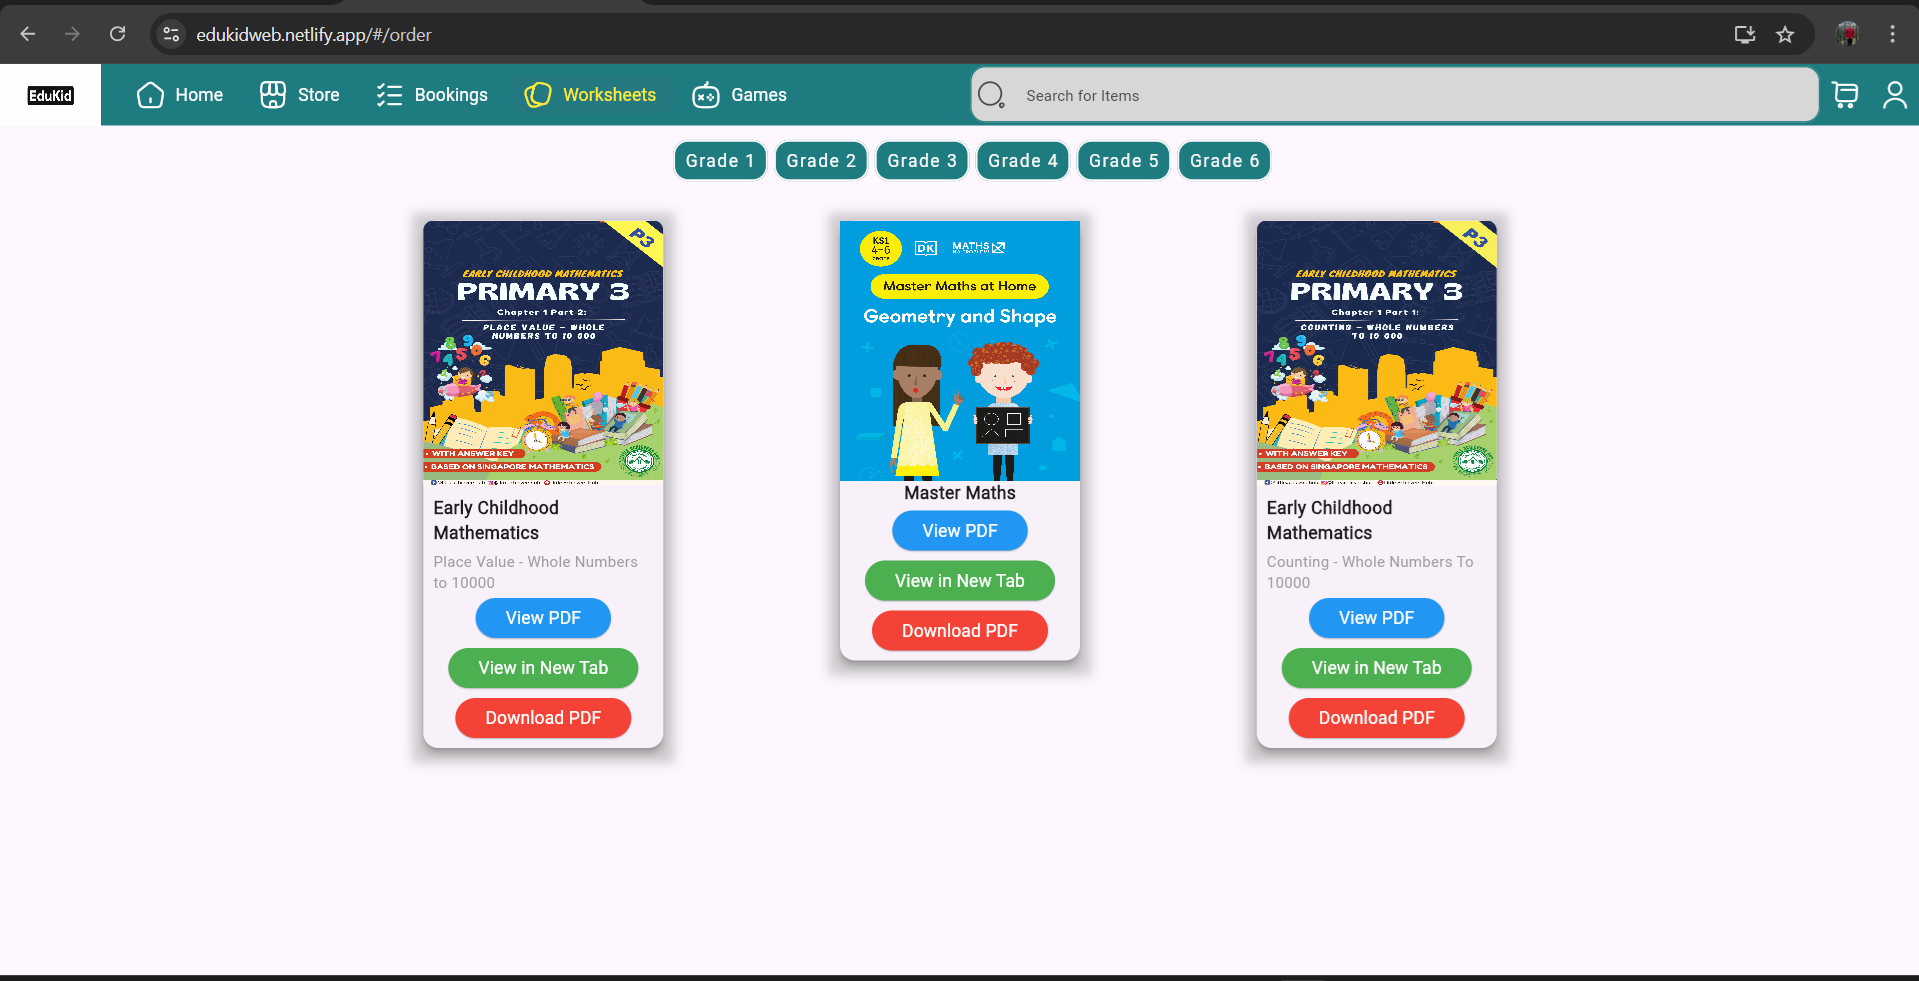 edukidweb.netlify.app/#/order
EduKid
Home
Store
Bookings
Worksheets
Games
Search for Items
Grade 1
Grade 2
Grade 3
Grade 4
Grade 5
Grade 6
P3
EARLY CHILDHOOD MATHEMATICS
PRIMARY 3
Chapter 1 Part 2:
PLACE VALUE - WHOLE
NUMBERS TO 10 000
• WITH ANSWER KEY
• BASED ON SINGAPORE MATHEMATICS
Early Childhood
Mathematics
Place Value - Whole Numbers
to 10000
View PDF
View in New Tab
Download PDF
KS1
4-6
years
DK
MATHS
NO PROBLEM!
Master Maths at Home
Geometry and Shape
Master Maths
View PDF
View in New Tab
Download PDF
P3
EARLY CHILDHOOD MATHEMATICS
PRIMARY 3
Chapter 1 Part 1:
COUNTING - WHOLE NUMBERS
TO 10 000
• WITH ANSWER KEY
• BASED ON SINGAPORE MATHEMATICS
Early Childhood
Mathematics
Counting - Whole Numbers To
10000
View PDF
View in New Tab
Download PDF